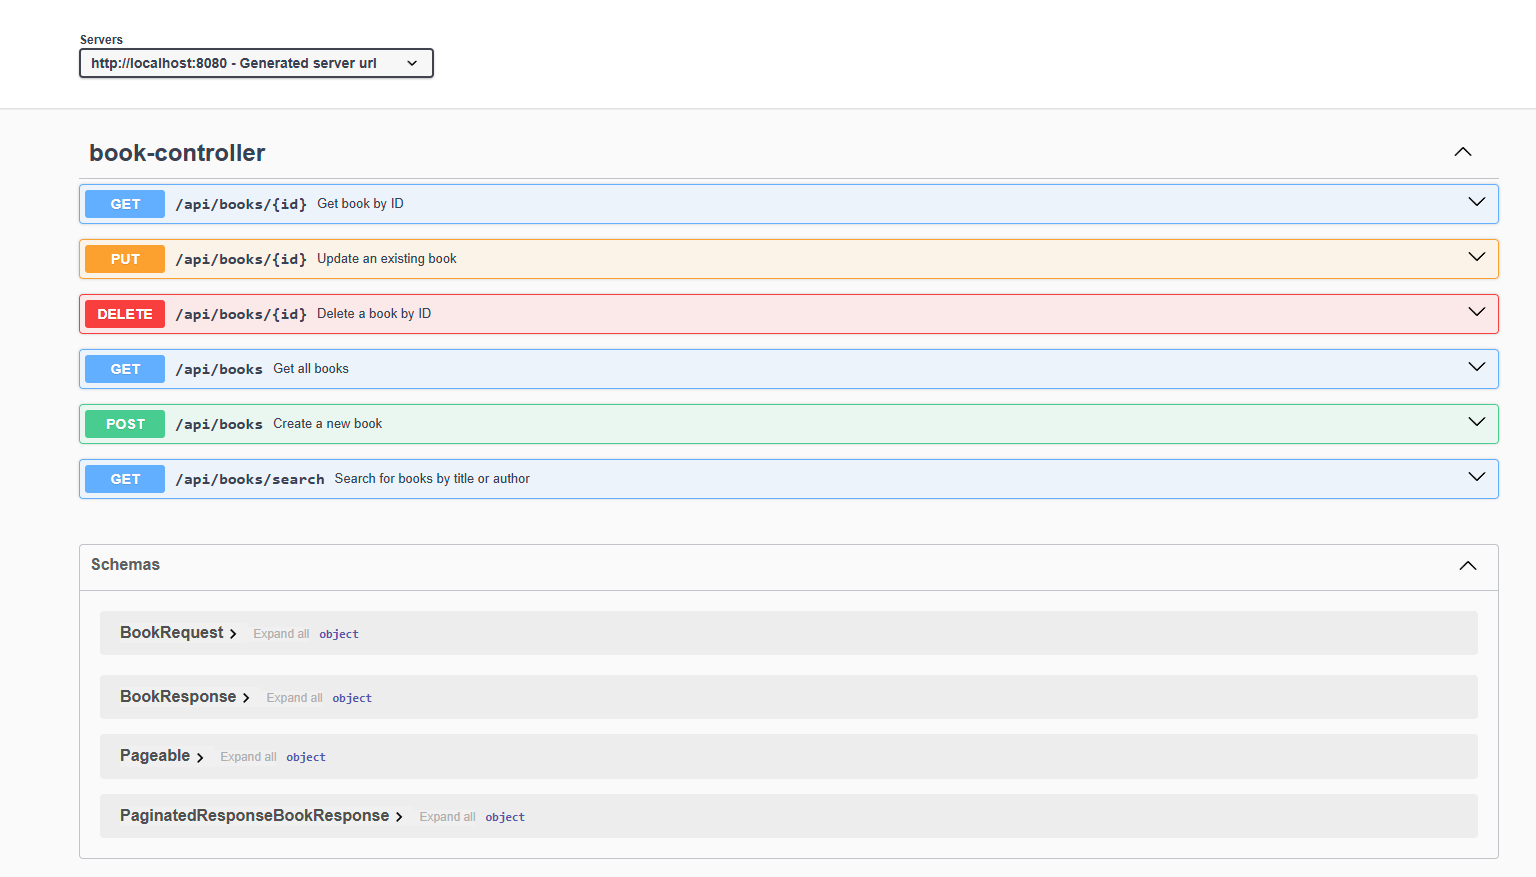 Servers
http://localhost:8080 - Generated server url
book-controller
GET /api/books/{id} Get book by ID
PUT /api/books/{id} Update an existing book
DELETE /api/books/{id} Delete a book by ID
GET /api/books Get all books
POST /api/books Create a new book
GET /api/books/search Search for books by title or author
Schemas
BookRequest Expand all object
BookResponse Expand all object
Pageable Expand all object
PaginatedResponseBookResponse Expand all object